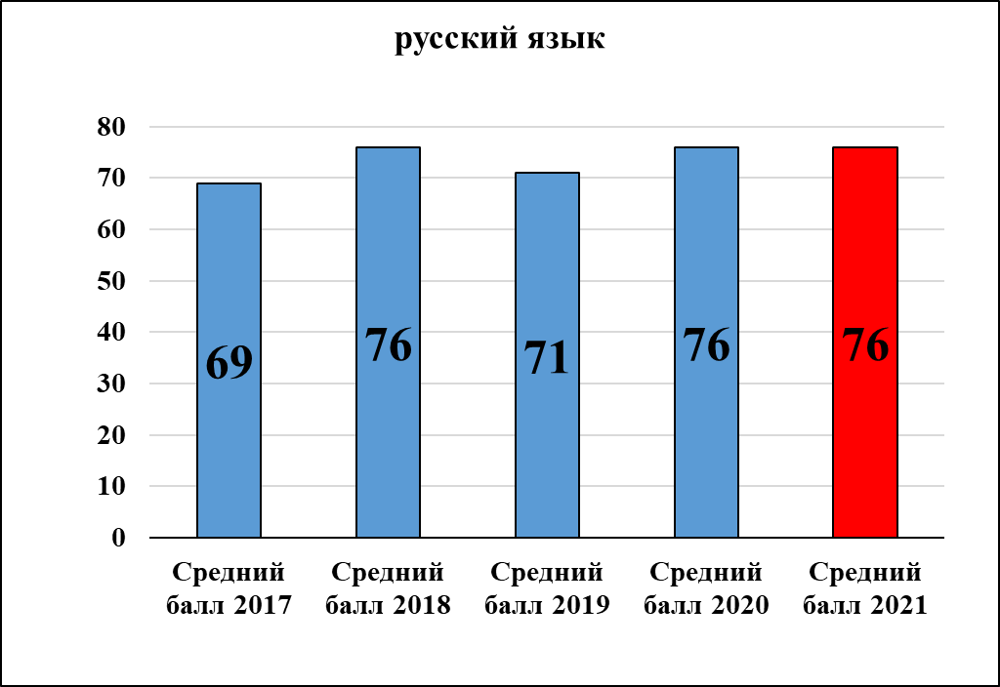 русский язык
80
70
60
50
40
30
20
10
0
69
76
71
76
76
Средний
балл 2017
Средний
балл 2018
Средний
балл 2019
Средний
балл 2020
Средний
балл 2021